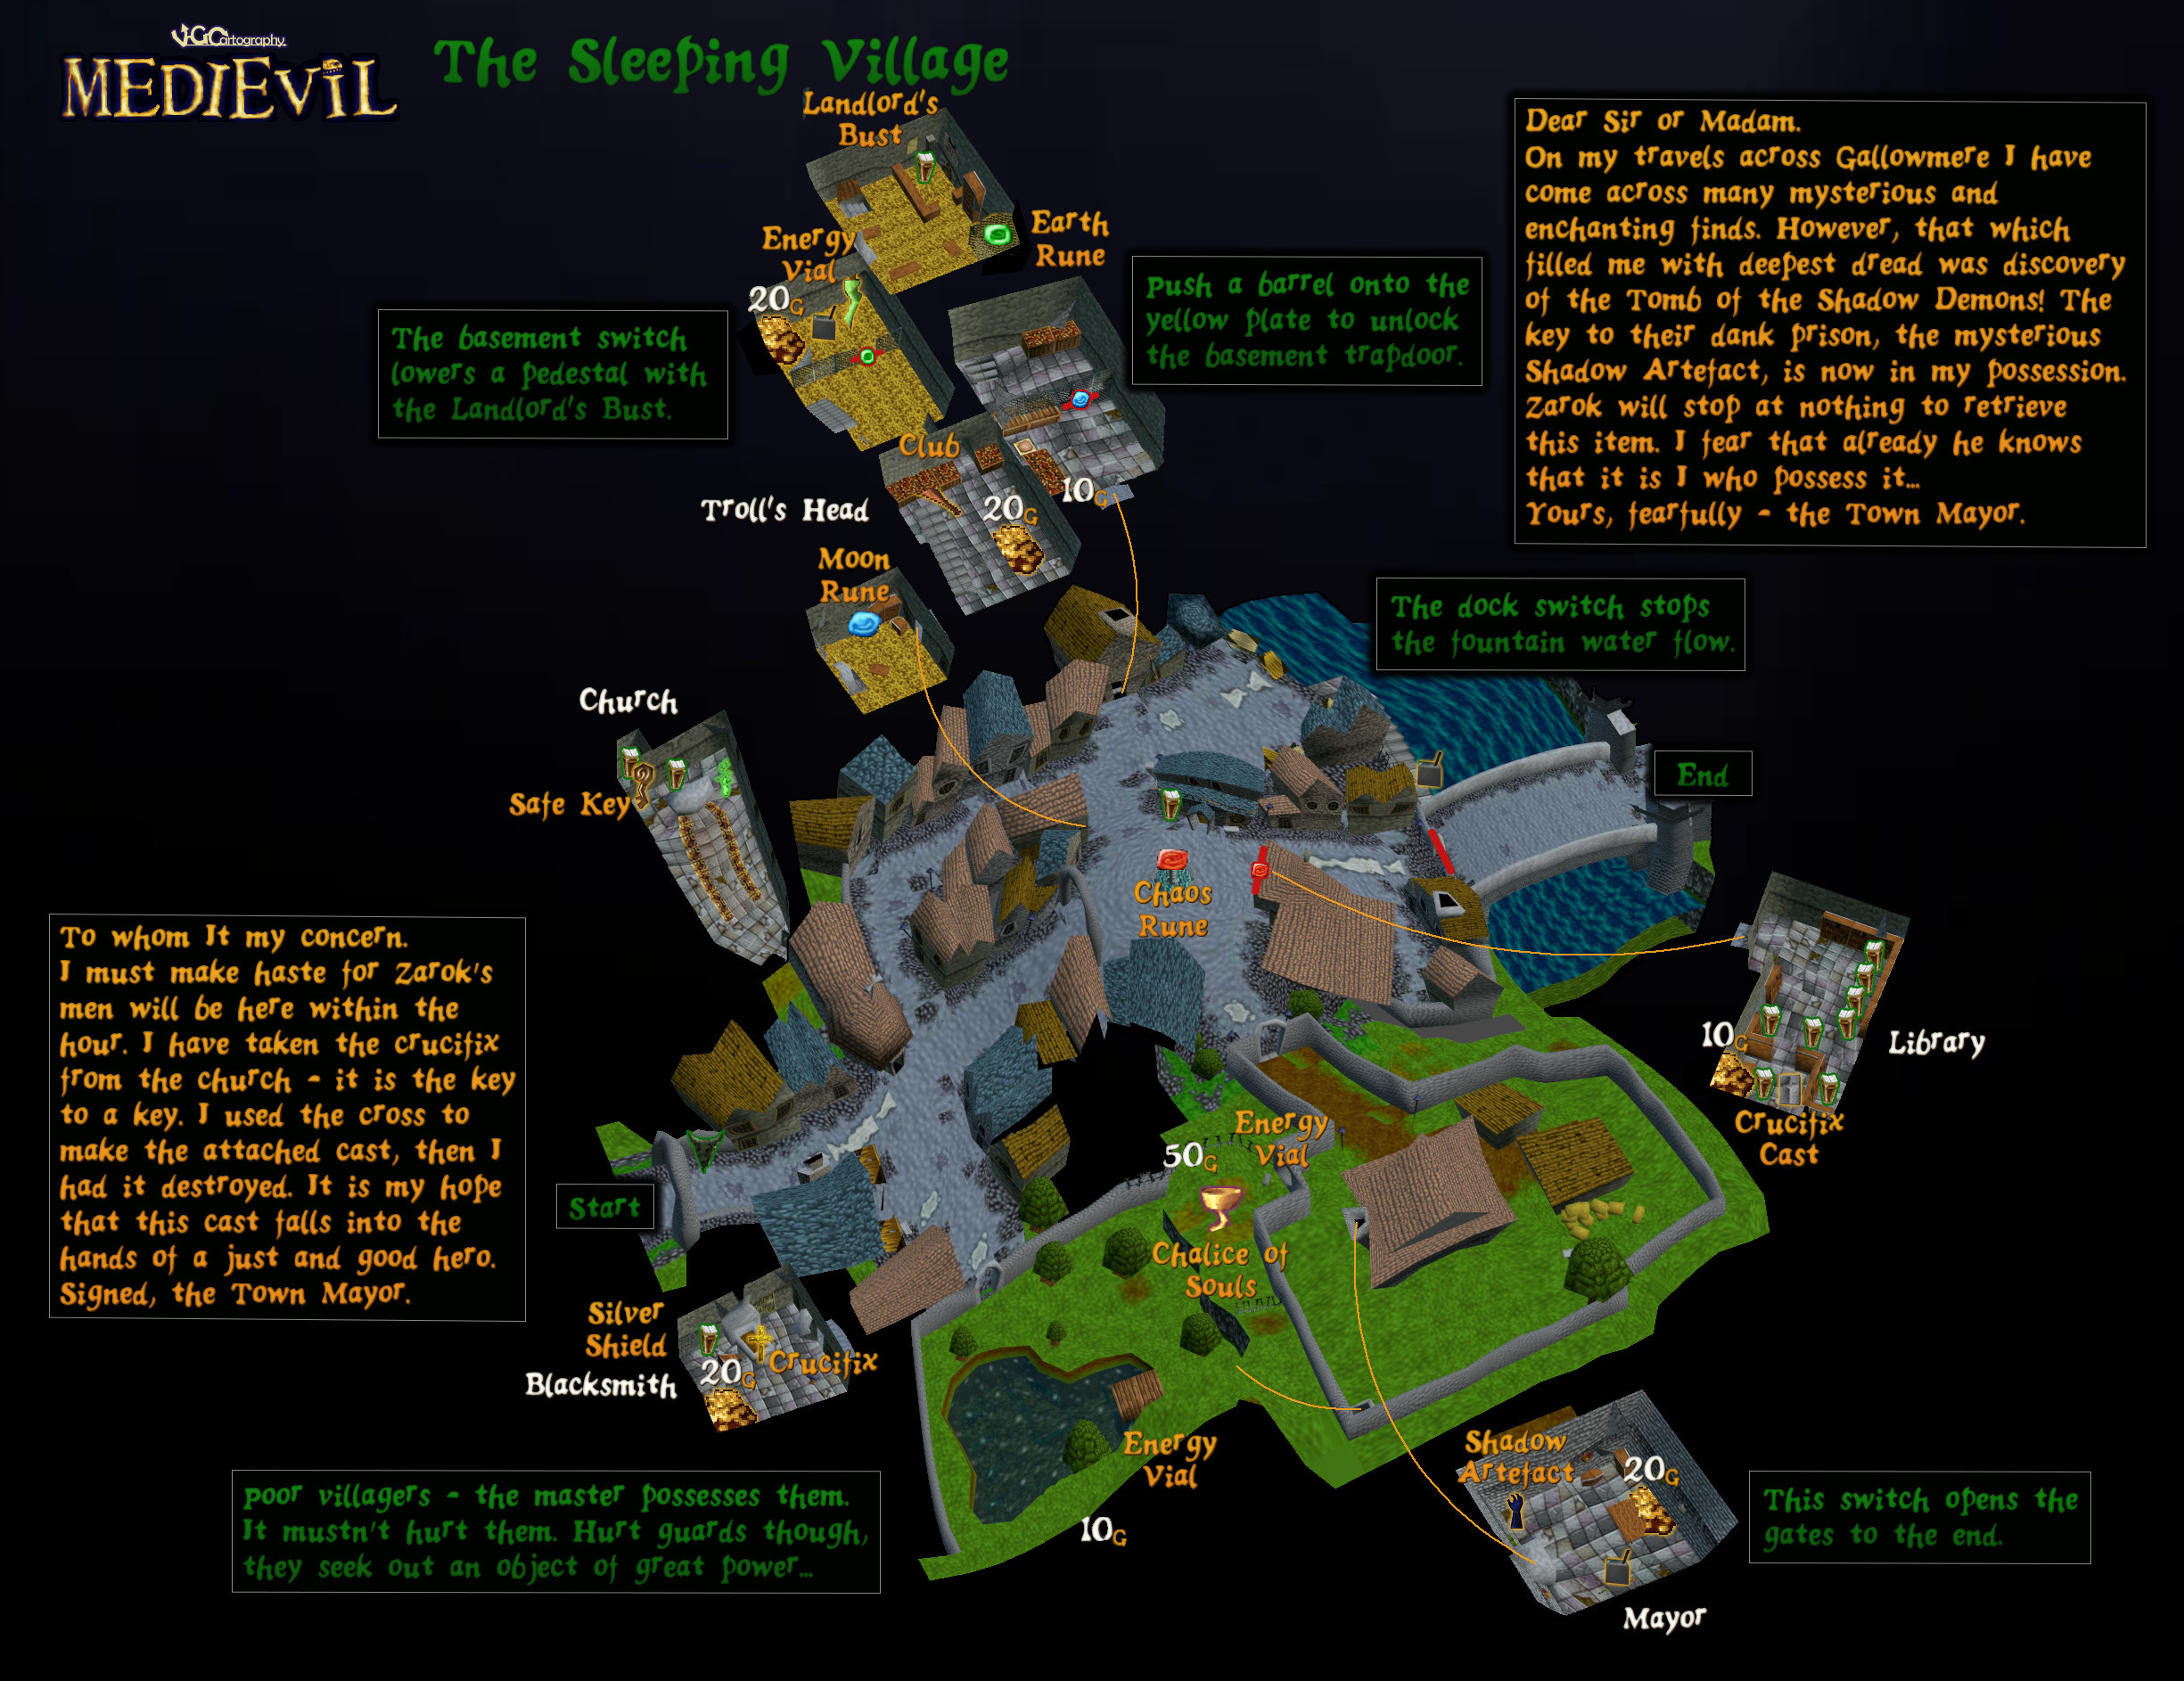 VGCartography
MEDIEVIL
The Sleeping Village
Landlord's
Bust
Energy
Vial
20G
Earth
Rune
Push a barrel onto the
yellow plate to unlock
the basement trapdoor.
The basement switch
lowers a pedestal with
the Landlord's Bust.
Dear Sir or Madam.
On my travels across Gallowmere I have
come across many mysterious and
enchanting finds. However, that which
filled me with deepest dread was discovery
of the Tomb of the Shadow Demons! The
key to their dank prison, the mysterious
Shadow Artefact, is now in my possession.
Zarok will stop at nothing to retrieve
this item. I fear that already he knows
that it is I who possess it...
Yours, fearfully - the Town Mayor.
Club
Troll's Head
20G
10G
Moon
Rune
The dock switch stops
the fountain water flow.
Church
Safe Key
End
Chaos
Rune
To whom It my concern.
I must make haste for Zarok's
men will be here within the
hour. I have taken the crucifix
from the church - it is the key
to a key. I used the cross to
make the attached cast, then I
had it destroyed. It is my hope
that this cast falls into the
hands of a just and good hero.
Signed, the Town Mayor.
10G
Library
Crucifix
Cast
Energy
Vial
50G
Chalice of
Souls
Start
Silver
Shield
Blacksmith
20G
Crucifix
Energy
Vial
10G
Shadow
Artefact
20G
Mayor
This switch opens the
gates to the end.
Poor villagers - the master possesses them.
It mustn't hurt them. Hurt guards though,
they seek out an object of great power...